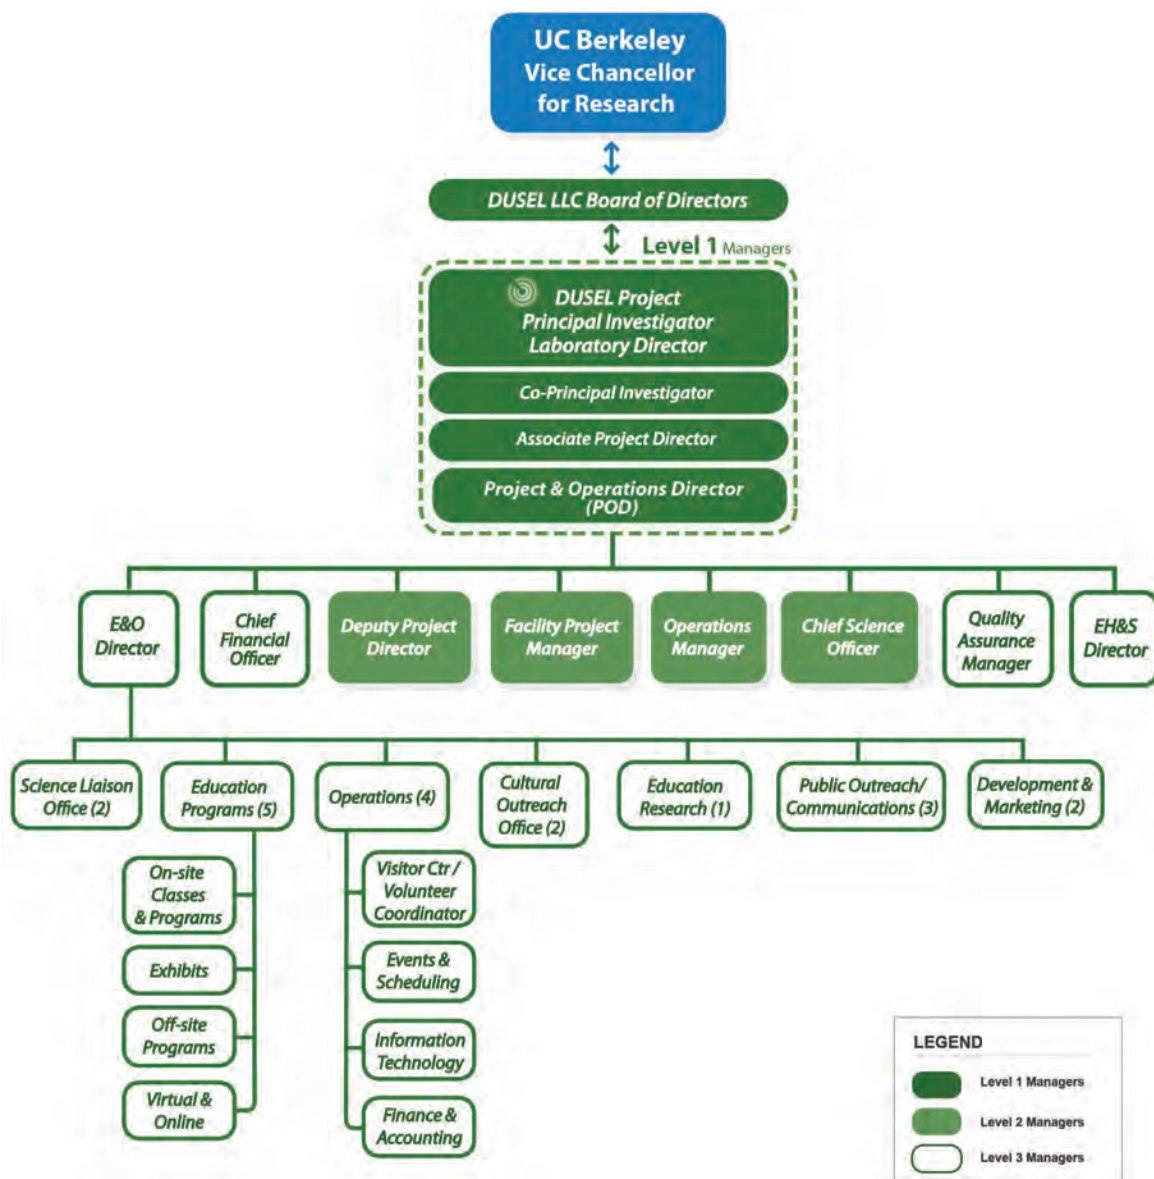 UC Berkeley
Vice Chancellor
for Research
DUSEL LLC Board of Directors
Level 1 Managers
DUSEL Project
Principal Investigator
Laboratory Director
Co-Principal Investigator
Associate Project Director
Project & Operations Director
(POD)
E&O
Director
Chief
Financial
Officer
Deputy Project
Director
Facility Project
Manager
Operations
Manager
Chief Science
Officer
Quality
Assurance
Manager
EH&S
Director
Science Liaison
Office (2)
Education
Programs (5)
Operations (4)
Cultural
Outreach
Office (2)
Education
Research (1)
Public Outreach/
Communications (3)
Development &
Marketing (2)
On-site
Classes
& Programs
Exhibits
Off-site
Programs
Virtual &
Online
Visitor Ctr /
Volunteer
Coordinator
Events &
Scheduling
Information
Technology
Finance &
Accounting
LEGEND
Level 1 Managers
Level 2 Managers
Level 3 Managers